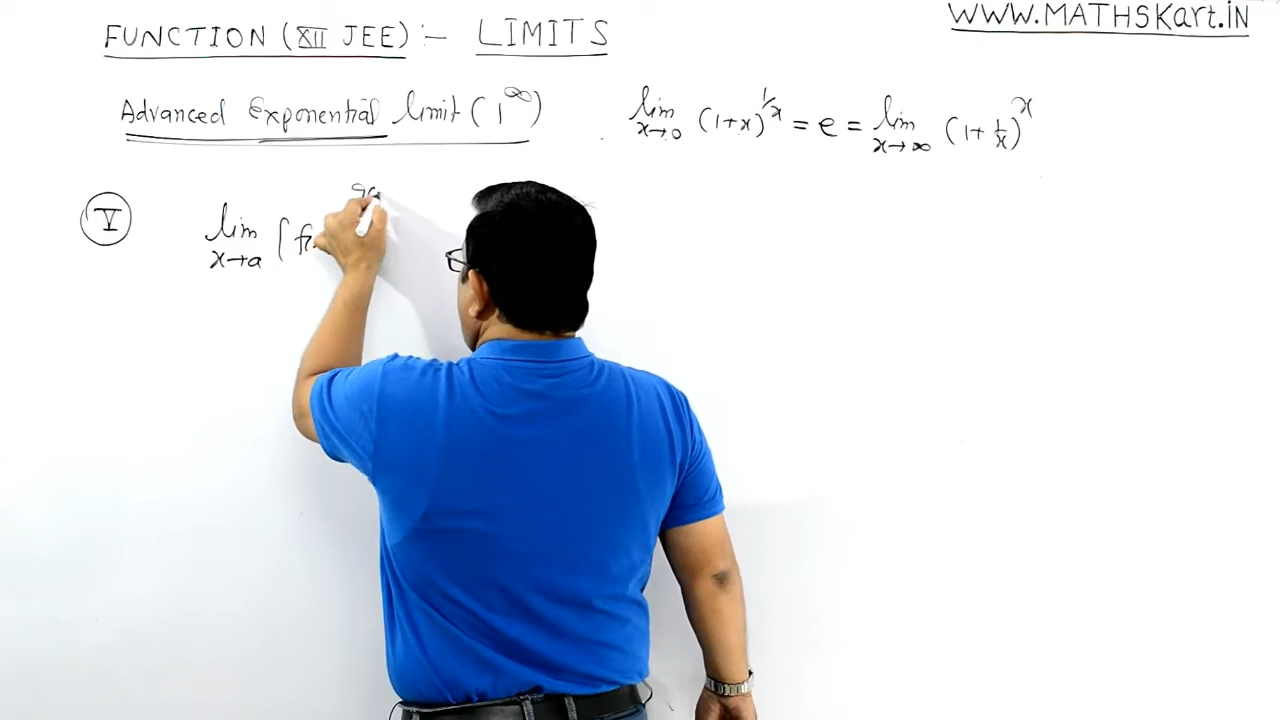 FUNCTION (XII JEE) :- LIMITS
WWW.MATHSKart.iN
Advanced Exponential limit (1^∞)
lim x→0 (1+x)^1/x = e = lim x→∞ (1+ 1/x)^x
V
lim x→a [f